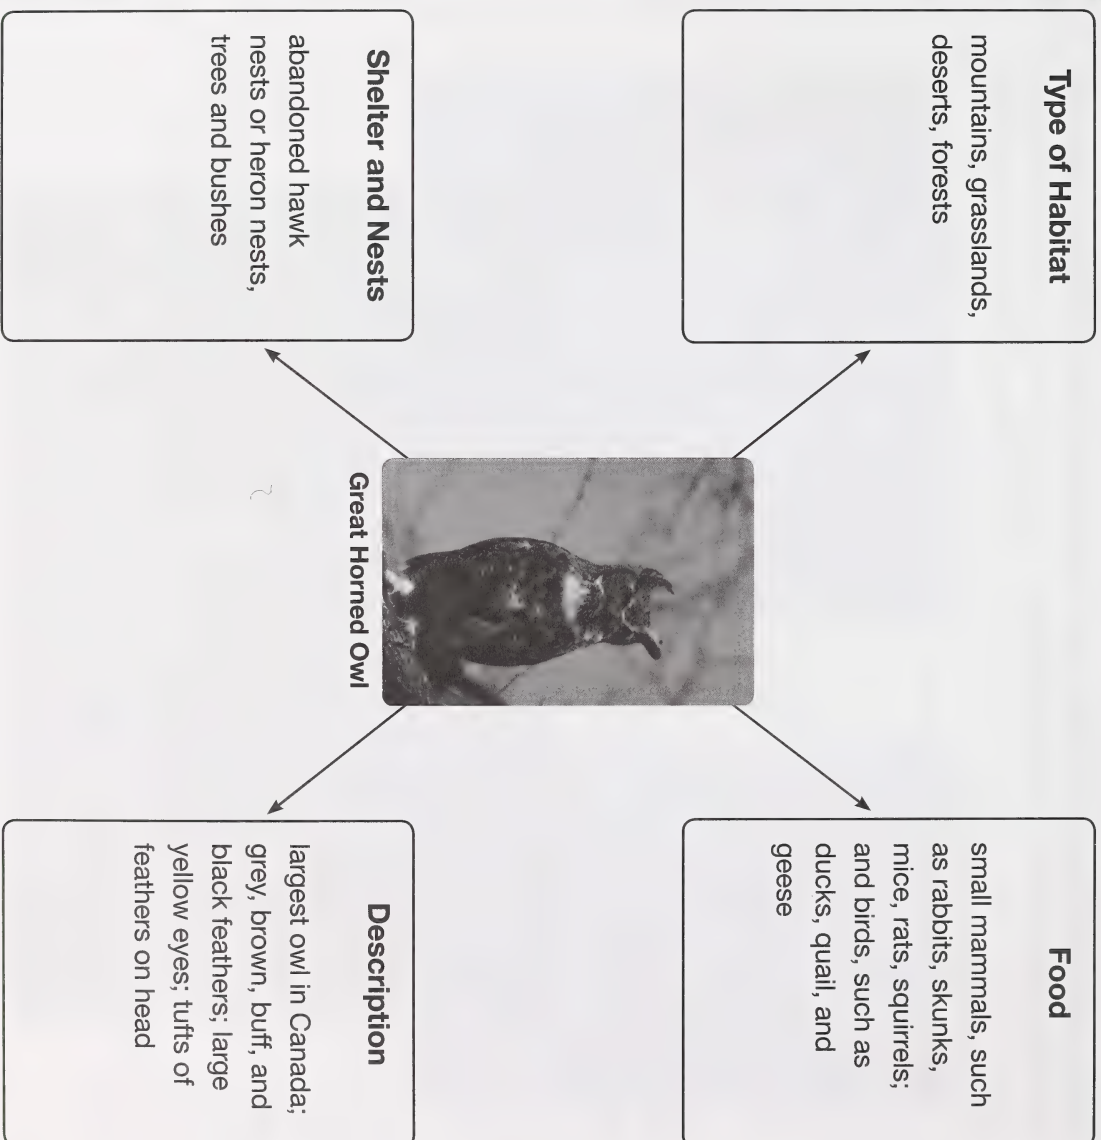 Type of Habitat
mountains, grasslands,
deserts, forests
Food
small mammals, such
as rabbits, skunks,
mice, rats, squirrels;
and birds, such as
ducks, quail, and
geese
Great Horned Owl
Shelter and Nests
abandoned hawk
nests or heron nests,
trees and bushes
Description
largest owl in Canada;
grey, brown, buff, and
black feathers; large
yellow eyes; tufts of
feathers on head